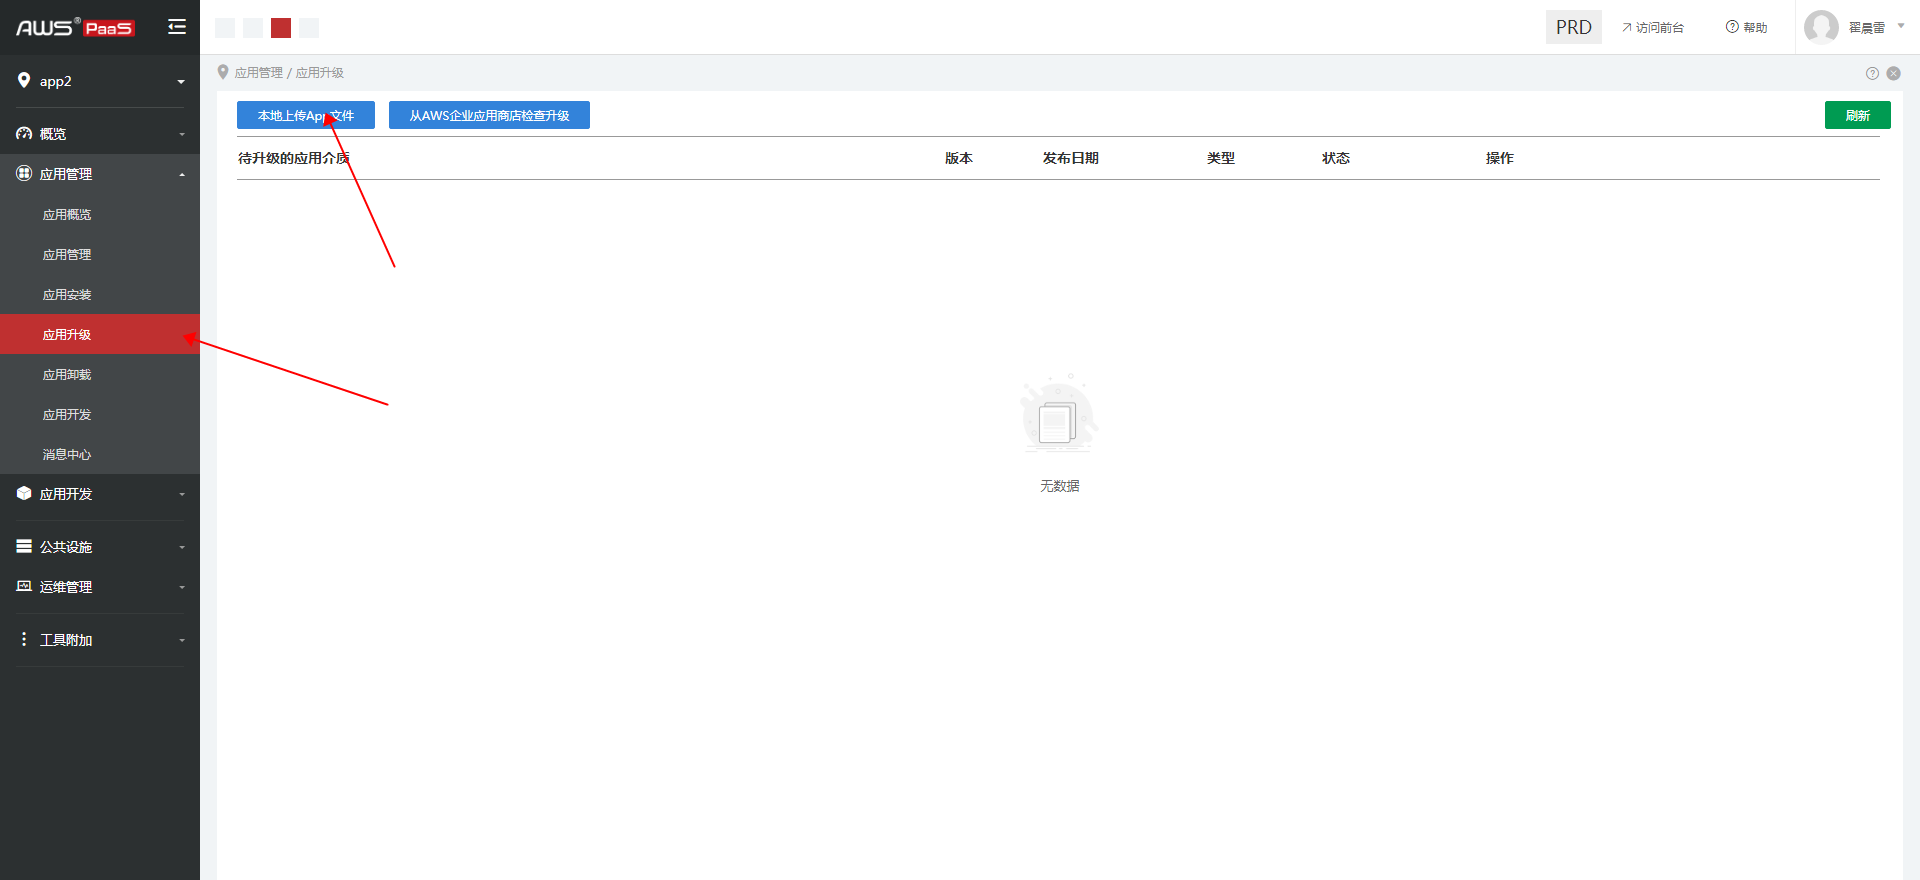 AWS® PaaS
PRD
访问前台
帮助
翟晨雷
app2
概览
应用管理
应用概览
应用管理
应用安装
应用升级
应用卸载
应用开发
消息中心
应用开发
公共设施
运维管理
工具附加
应用管理 / 应用升级
本地上传App文件
从AWS企业应用商店检查升级
刷新
待升级的应用介质 版本 发布日期 类型 状态 操作
无数据